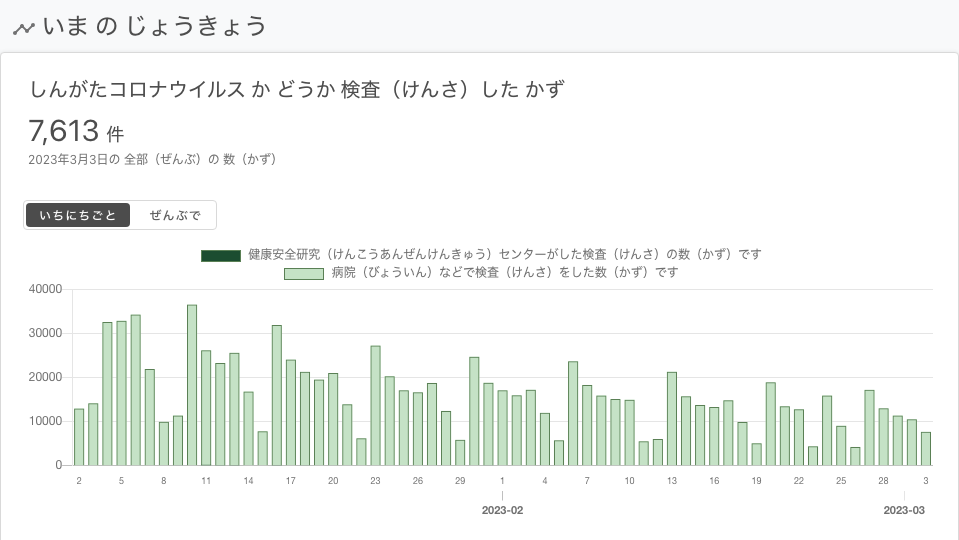 いま の じょうきょう
しんがたコロナウイルス か どうか 検査（けんさ）した かず
7,613 件
2023年3月3日の 全部（ぜんぶ）の 数（かず）
いちにちごと ぜんぶで
健康安全研究（けんこうあんぜんけんきゅう）センターがした検査（けんさ）の数（かず）です
病院（びょういん）などで検査（けんさ）をした数（かず）です
40000
30000
20000
10000
0
2 5 8 11 14 17 20 23 26 29 1 4 7 10 13 16 19 22 25 28 3
2023-02 2023-03